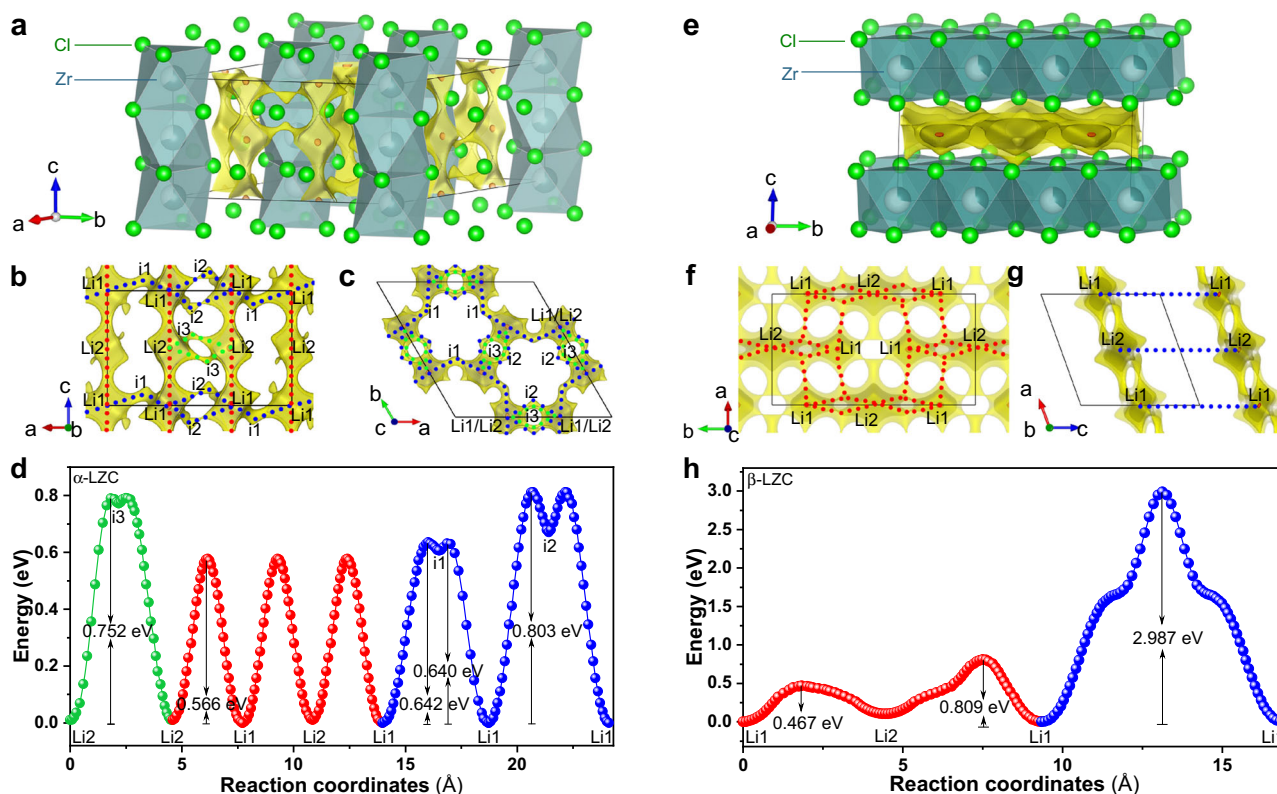 a
Cl
Zr
c
a
b
e
Cl
Zr
c
a
b
b
i1
i2
Li1
Li1
Li1
Li1
i2
i1
i3
Li2
Li2
Li2
i3
i1
i2
Li1
Li1
Li1
Li1
i2
i1
c
a
b
c
i1
i1
Li1/Li2
i1
i3
i2
i2
i3
i2
i3
Li1/Li2
Li1/Li2
b
c
a
f
Li1
Li2
Li1
Li2
Li1
Li1
Li2
Li1
Li2
Li1
a
b
c
g
Li1
Li1
Li2
Li2
Li1
Li1
a
b
c
d
α-LZC
0.8
0.6
0.4
0.2
0.0
Energy (eV)
i3
i1
i2
0.752 eV
0.566 eV
0.640 eV
0.642 eV
0.803 eV
Li2
Li2
Li1
Li2
Li1
Li1
Li1
0
5
10
15
20
Reaction coordinates (Å)
h
β-LZC
3.0
2.5
2.0
1.5
1.0
0.5
0.0
Energy (eV)
0.467 eV
0.809 eV
2.987 eV
Li1
Li2
Li1
Li1
0
5
10
15
Reaction coordinates (Å)